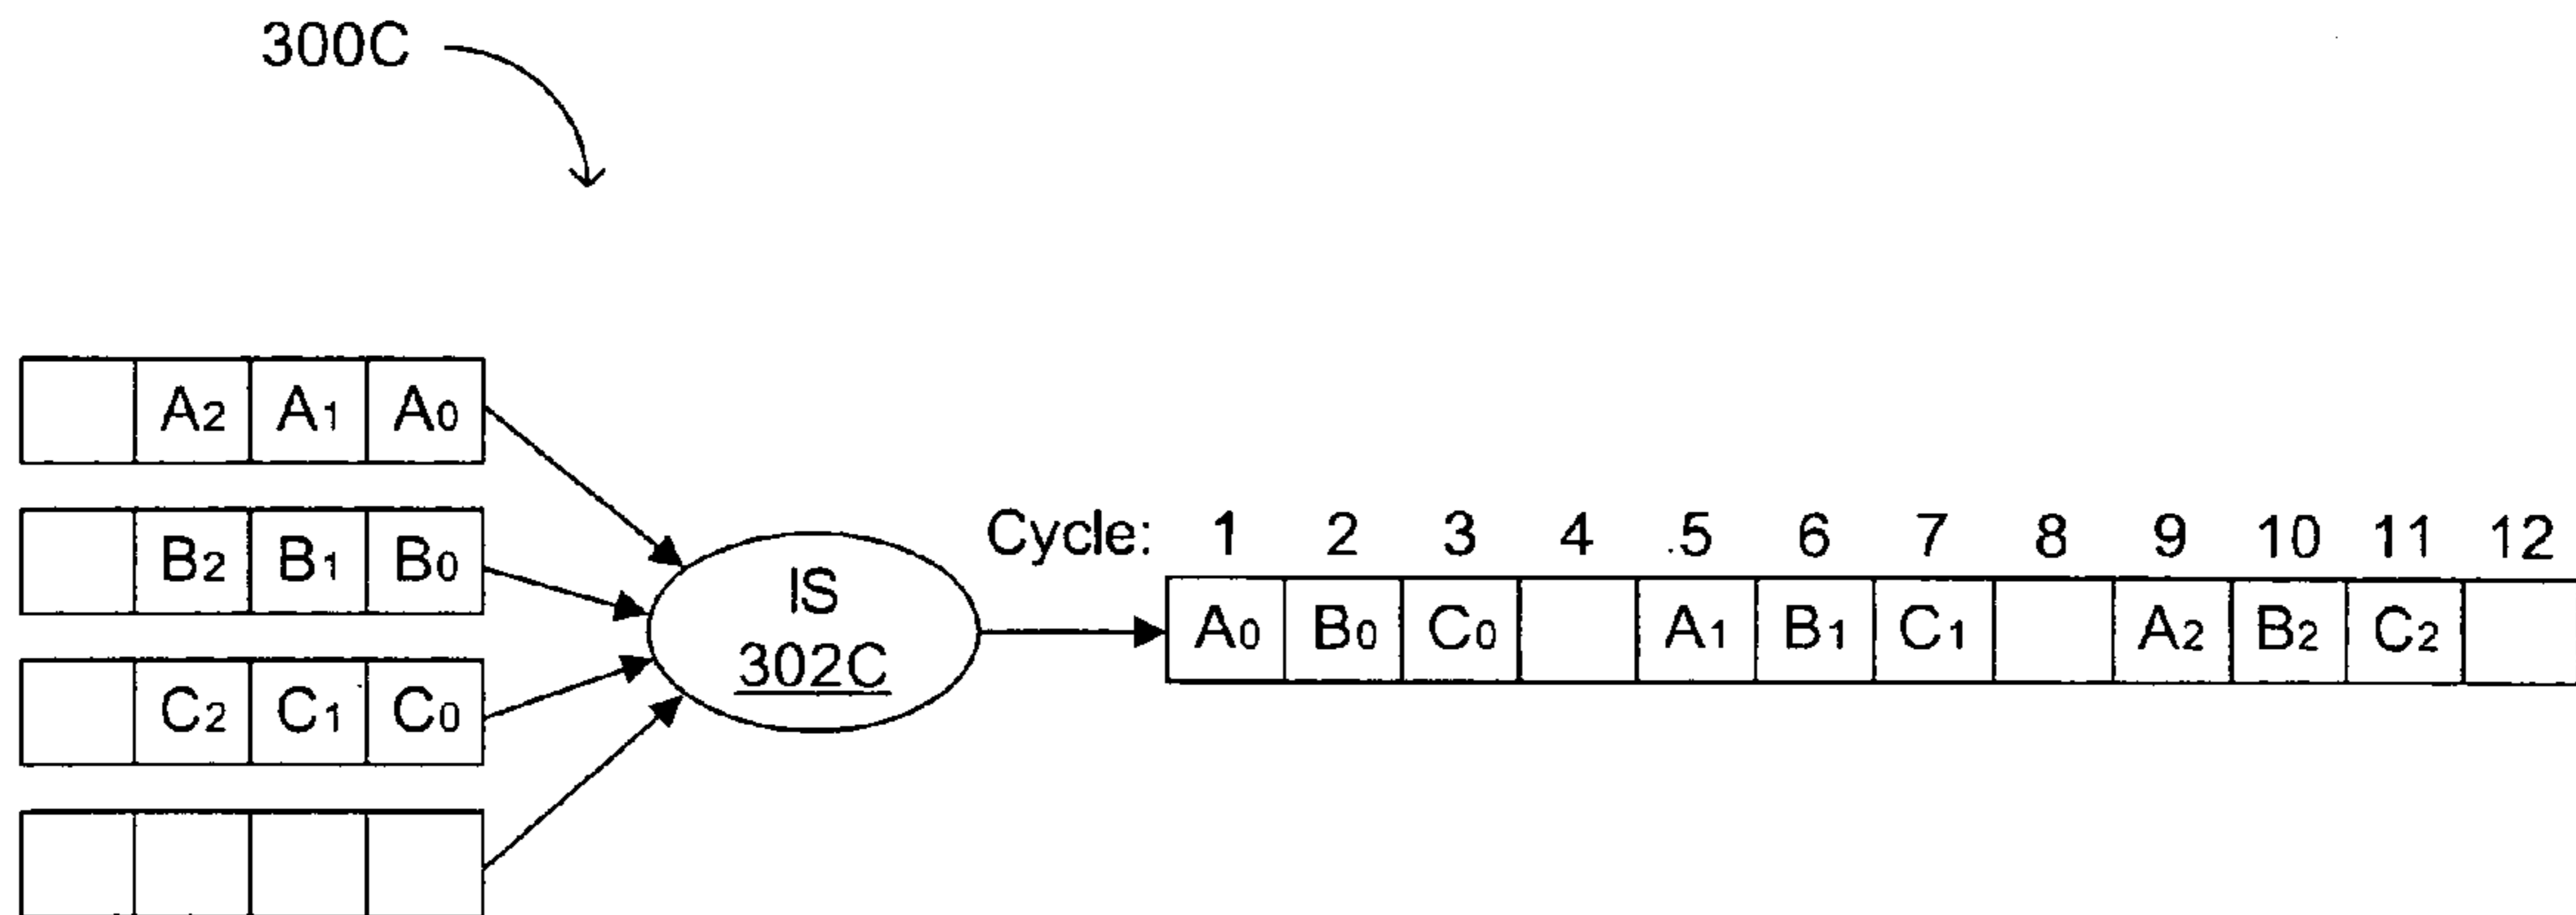 300C
A2 A1 A0
B2 B1 B0
C2 C1 C0
IS
302C
Cycle: 1 2 3 4 5 6 7 8 9 10 11 12
A0 B0 C0 A1 B1 C1 A2 B2 C2